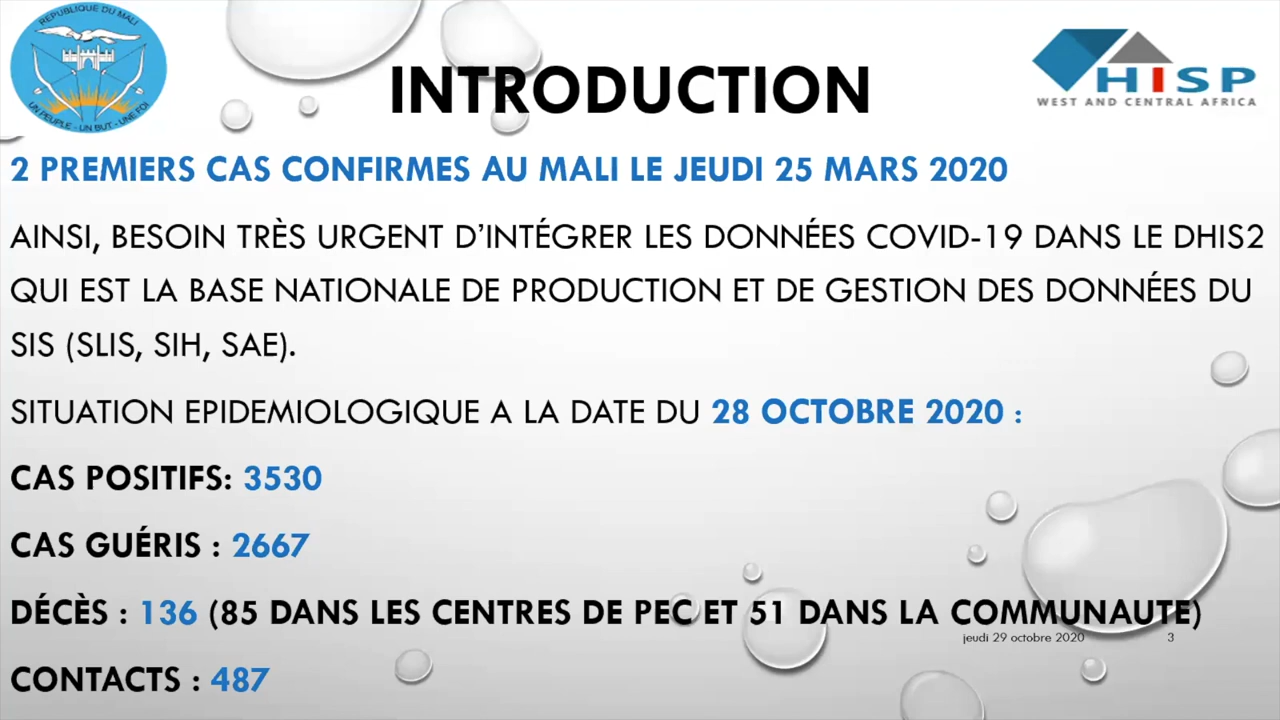 REPUBLIQUE DU MALI
UN PEUPLE - UN BUT - UNE FOI
INTRODUCTION
HISP
WEST AND CENTRAL AFRICA
2 PREMIERS CAS CONFIRMES AU MALI LE JEUDI 25 MARS 2020
AINSI, BESOIN TRÈS URGENT D’INTÉGRER LES DONNÉES COVID-19 DANS LE DHIS2
QUI EST LA BASE NATIONALE DE PRODUCTION ET DE GESTION DES DONNÉES DU
SIS (SLIS, SIH, SAE).
SITUATION EPIDEMIOLOGIQUE A LA DATE DU 28 OCTOBRE 2020 :
CAS POSITIFS: 3530
CAS GUÉRIS : 2667
DÉCÈS : 136 (85 DANS LES CENTRES DE PEC ET 51 DANS LA COMMUNAUTE)
jeudi 29 octobre 2020 3
CONTACTS : 487